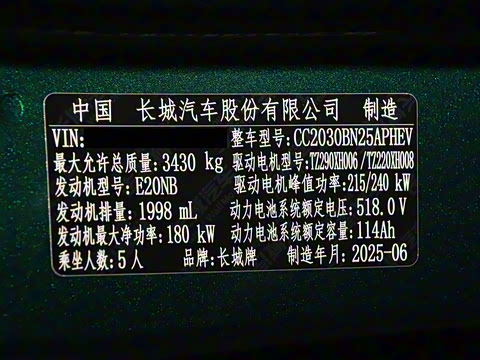 中国 长城汽车股份有限公司 制造
VIN: 整车型号:CC2030BN25APHEV
最大允许总质量:3430 kg 驱动电机型号:TZ290XH006 /TZ220XH008
发动机型号:E20NB 驱动电机峰值功率:215/240 kW
发动机排量:1998 mL 动力电池系统额定电压:518.0V
发动机最大净功率:180 kW 动力电池系统额定容量:114Ah
乘坐人数:5人 品牌:长城牌 制造年月:2025-06